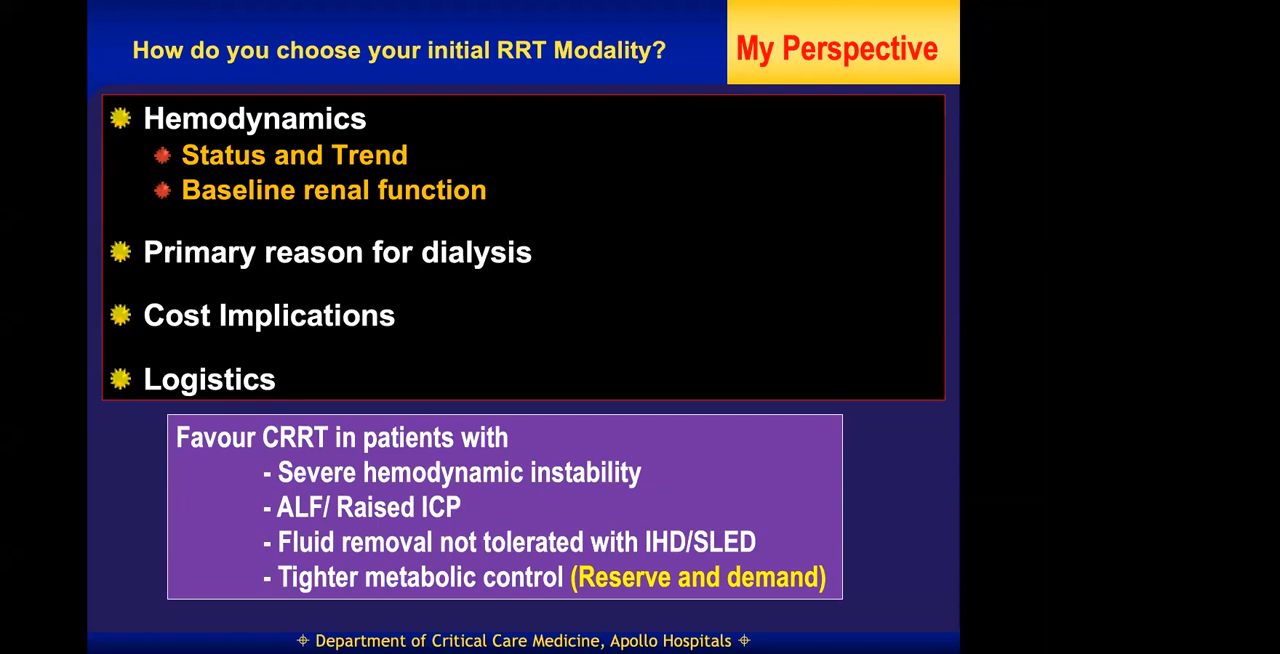 How do you choose your initial RRT Modality?
My Perspective
Hemodynamics
Status and Trend
Baseline renal function
Primary reason for dialysis
Cost Implications
Logistics
Favour CRRT in patients with
- Severe hemodynamic instability
- ALF/ Raised ICP
- Fluid removal not tolerated with IHD/SLED
- Tighter metabolic control (Reserve and demand)
Department of Critical Care Medicine, Apollo Hospitals